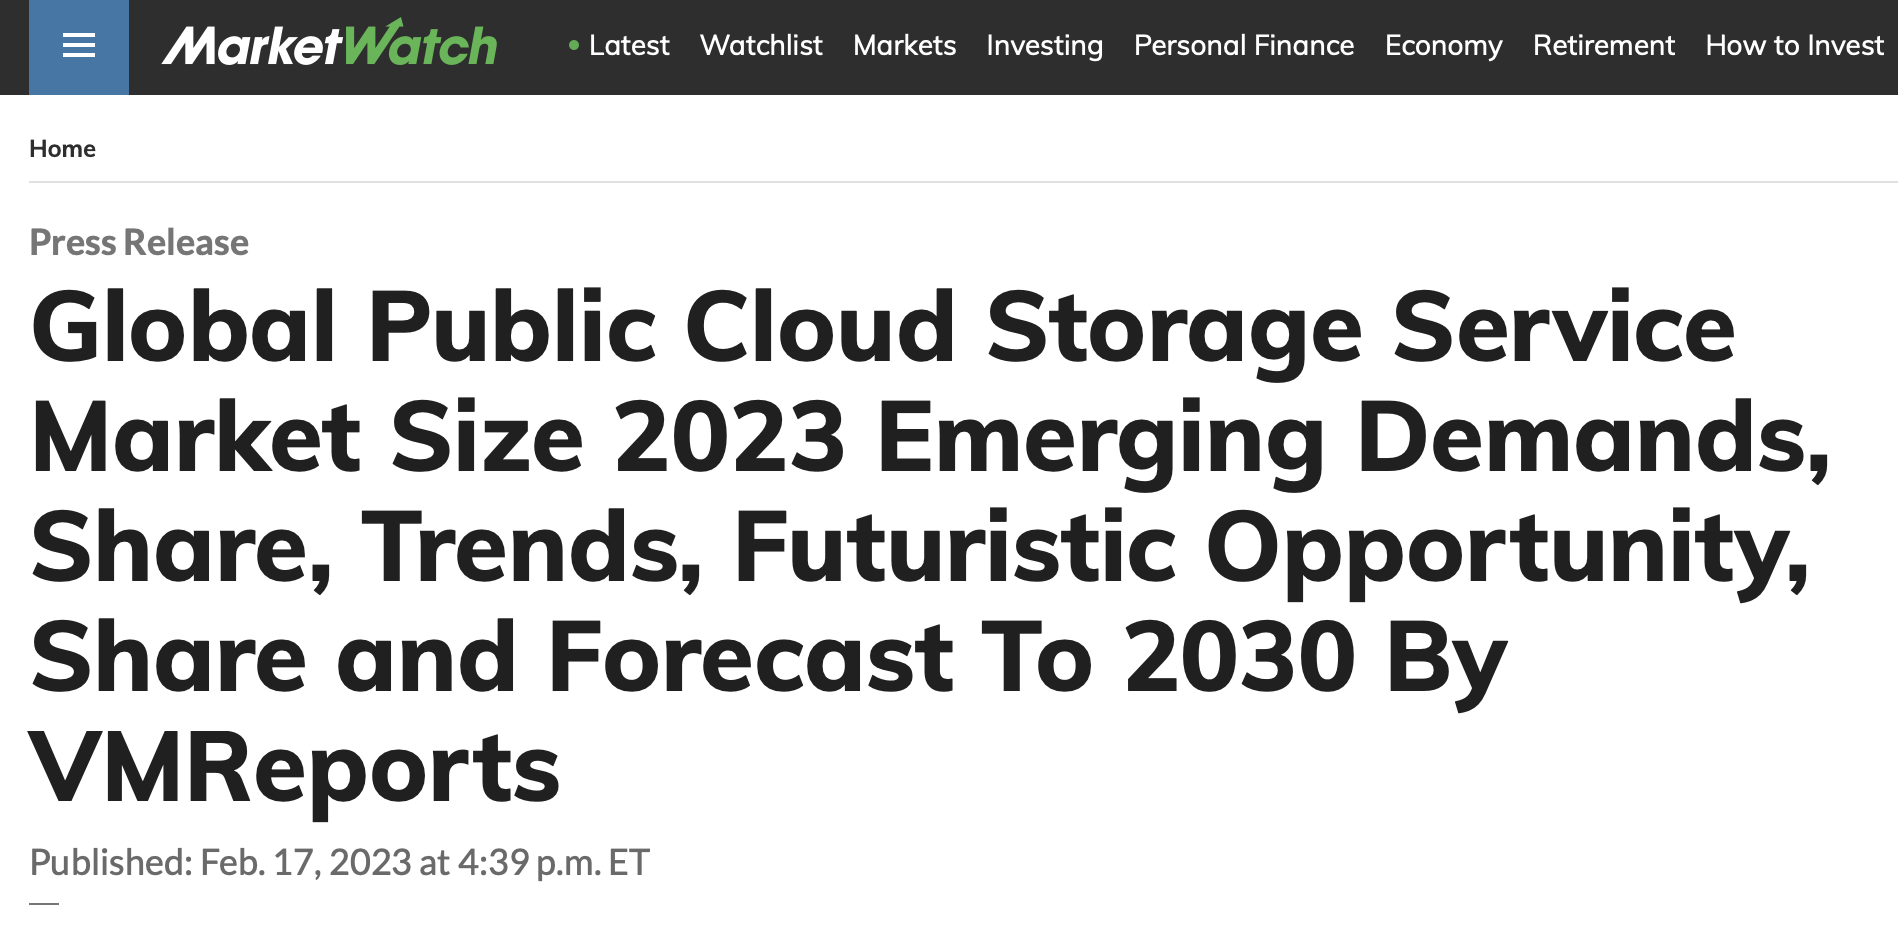 MarketWatch
• Latest Watchlist Markets Investing Personal Finance Economy Retirement How to Invest
Home
Press Release
Global Public Cloud Storage Service
Market Size 2023 Emerging Demands,
Share, Trends, Futuristic Opportunity,
Share and Forecast To 2030 By
VMReports
Published: Feb. 17, 2023 at 4:39 p.m. ET